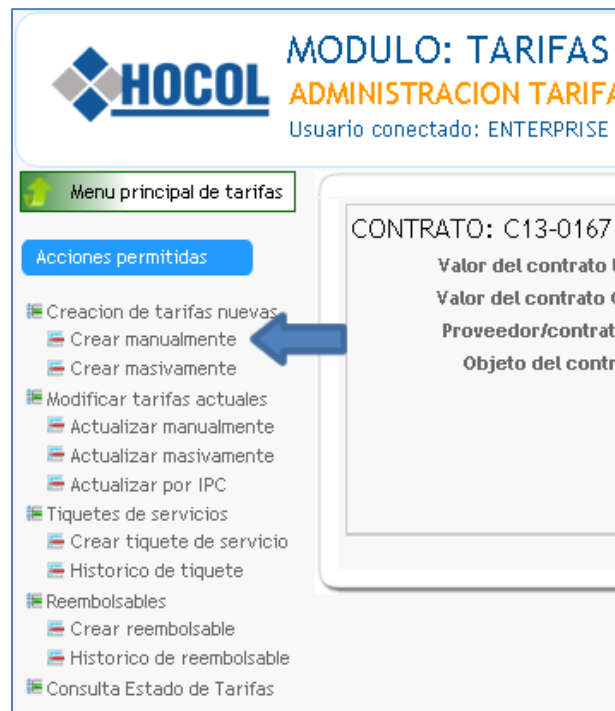 HOCOL
MODULO: TARIFAS
ADMINISTRACION
Usuario conectado: ENTERPRISE
Menu principal de tarifas
Acciones permitidas
Creacion de tarifas nuevas
Crear manualmente
Crear masivamente
Modificar tarifas actuales
Actualizar manualmente
Actualizar masivamente
Actualizar por IPC
Tiquetes de servicios
Crear tiquete de servicio
Historico de tiquete
Reembolsables
Crear reembolsable
Historico de reembolsable
Consulta Estado de Tarifas
CONTRATO: C13-0167
Valor del contrato
Valor del contrato
Proveedor/contrat
Objeto del contr